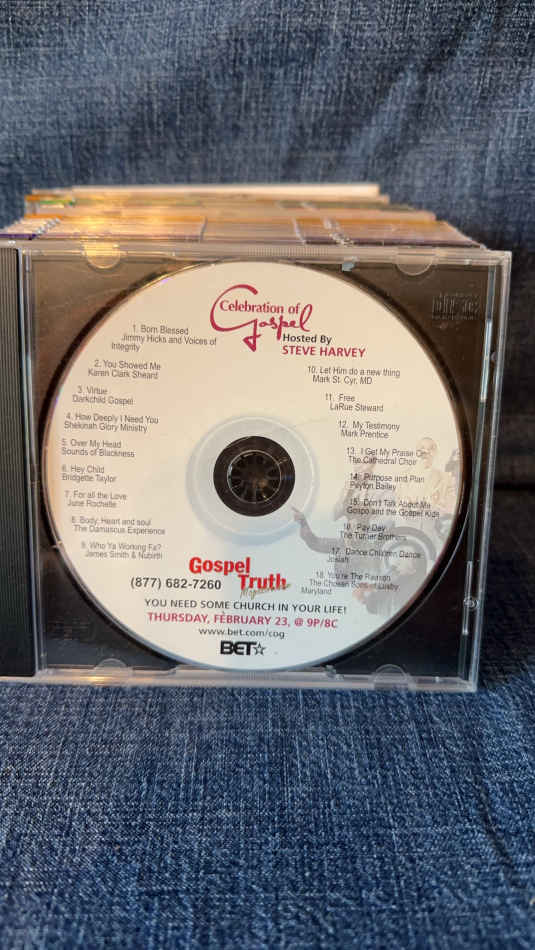 Celebration of
Gospel
Hosted By
STEVE HARVEY
1. Born Blessed
Jimmy Hicks and Voices of
Integrity
2. You Showed Me
Karen Clark Sheard
3. Virtue
Darkchild Gospel
4. How Deeply I Need You
Shekinah Glory Ministry
5. Over My Head
Sounds of Blackness
6. Hey Child
Bridgette Taylor
7. For all the Love
June Rochelle
8. Body, Heart and soul
The Damascus Experience
9. Who Ya Working Fa?
James Smith & Nubirth
10. Let Him do a new thing
Mark St. Cyr, MD
11. Free
LaRue Steward
12. My Testimony
Mark Prentice
13. I Get My Praise On
The Cathedral Choir
14. Purpose and Plan
Peyton Bailey
15. Don't Talk About Me
Gospo and the Gospel Kids
16. Pay Day
The Turner Brothers
17. Dance Children Dance
Josiah
18. You're The Reason
The Chosen Sons of Lusby
Maryland
Gospel
Truth
Magazine
(877) 682-7260
YOU NEED SOME CHURCH IN YOUR LIFE!
THURSDAY, FEBRUARY 23, @ 9P/8C
www.bet.com/cog
BET